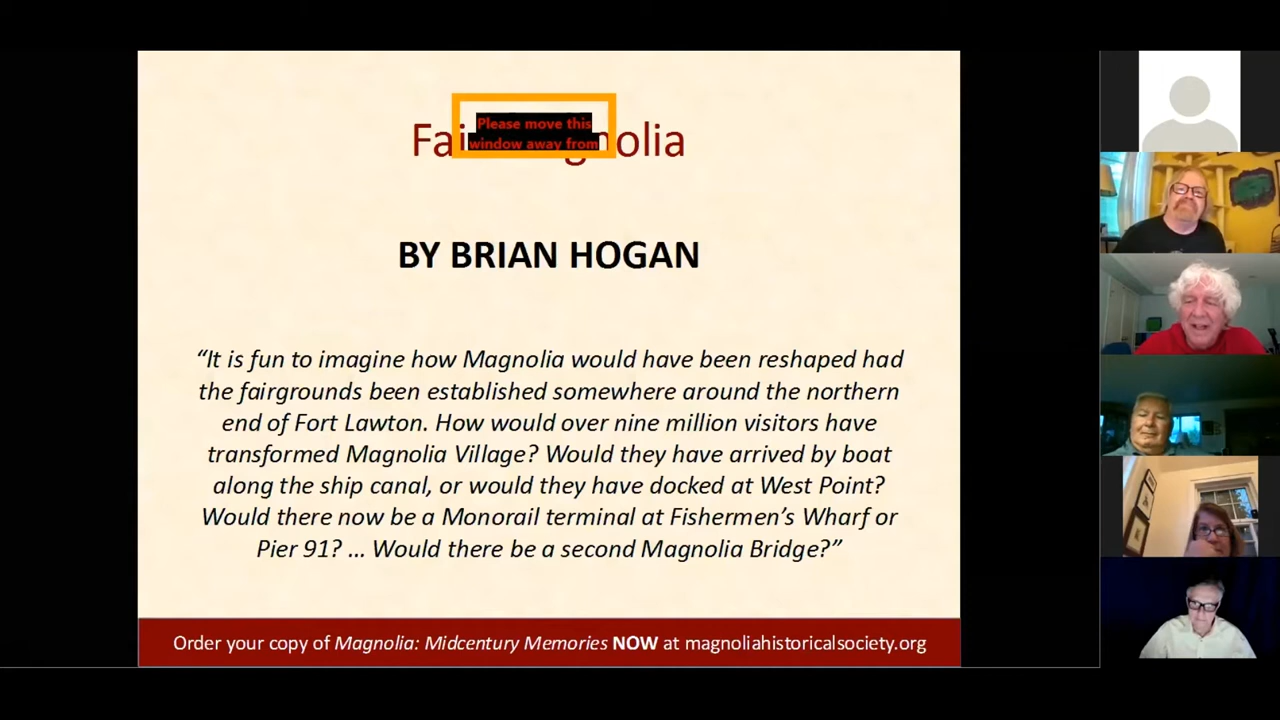 Fai
Please move this
window away from
g
nolia
BY BRIAN HOGAN
“It is fun to imagine how Magnolia would have been reshaped had
the fairgrounds been established somewhere around the northern
end of Fort Lawton. How would over nine million visitors have
transformed Magnolia Village? Would they have arrived by boat
along the ship canal, or would they have docked at West Point?
Would there now be a Monorail terminal at Fishermen’s Wharf or
Pier 91? ... Would there be a second Magnolia Bridge?”
Order your copy of Magnolia: Midcentury Memories NOW at magnoliahistoricalsociety.org